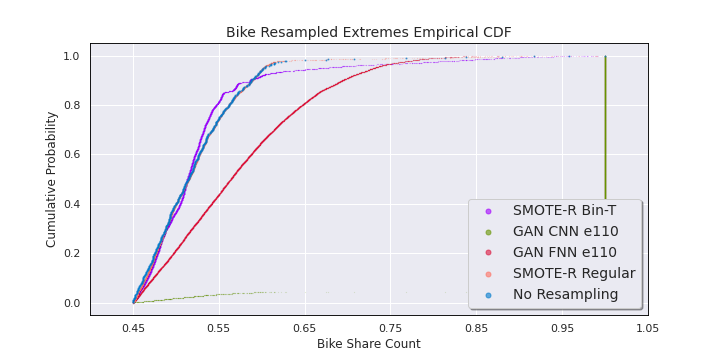 Bike Resampled Extremes Empirical CDF
Cumulative Probability
1.0
0.8
0.6
0.4
0.2
0.0
SMOTE-R Bin-T
GAN CNN e110
GAN FNN e110
SMOTE-R Regular
No Resampling
0.45 0.55 0.65 0.75 0.85 0.95 1.05
Bike Share Count